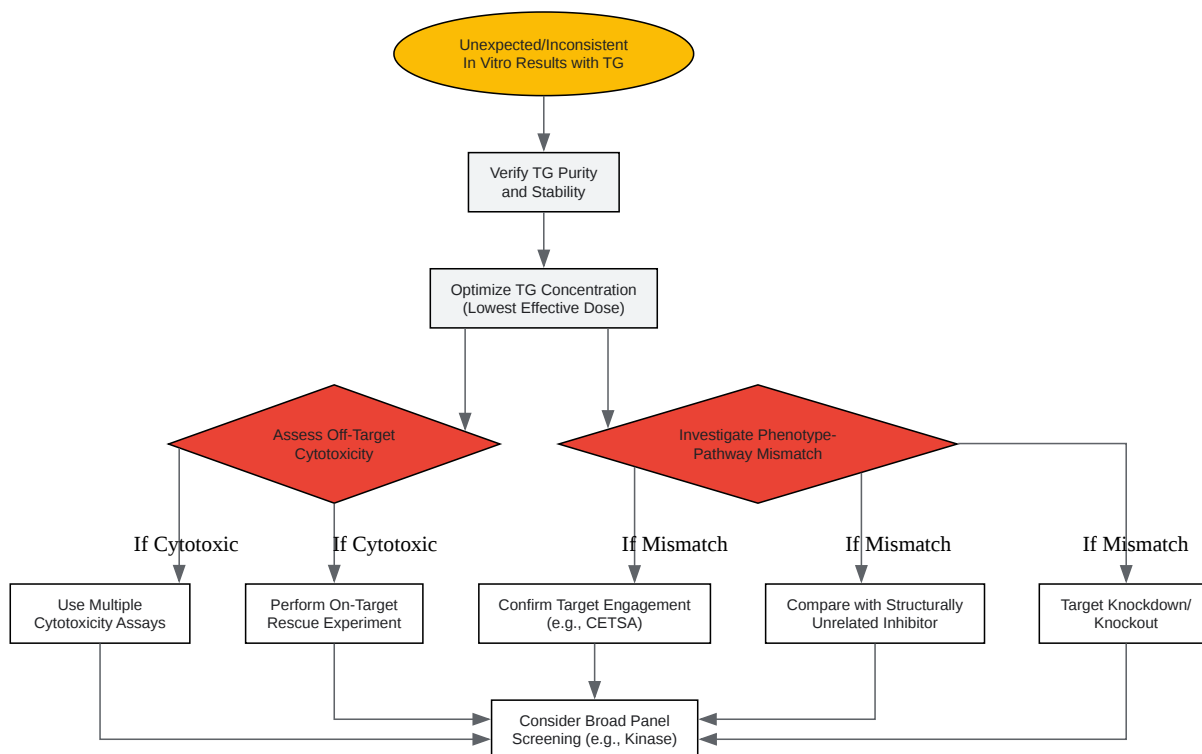 Unexpected/Inconsistent
In Vitro Results with TG
Verify TG Purity
and Stability
Optimize TG Concentration
(Lowest Effective Dose)
Assess Off-Target
Cytotoxicity
Investigate Phenotype-
Pathway Mismatch
If Cytotoxic
If Cytotoxic
If Mismatch
If Mismatch
If Mismatch
Use Multiple
Cytotoxicity Assays
Perform On-Target
Rescue Experiment
Confirm Target Engagement
(e.g., CETSA)
Compare with Structurally
Unrelated Inhibitor
Target Knockdown/
Knockout
Consider Broad Panel
Screening (e.g., Kinase)